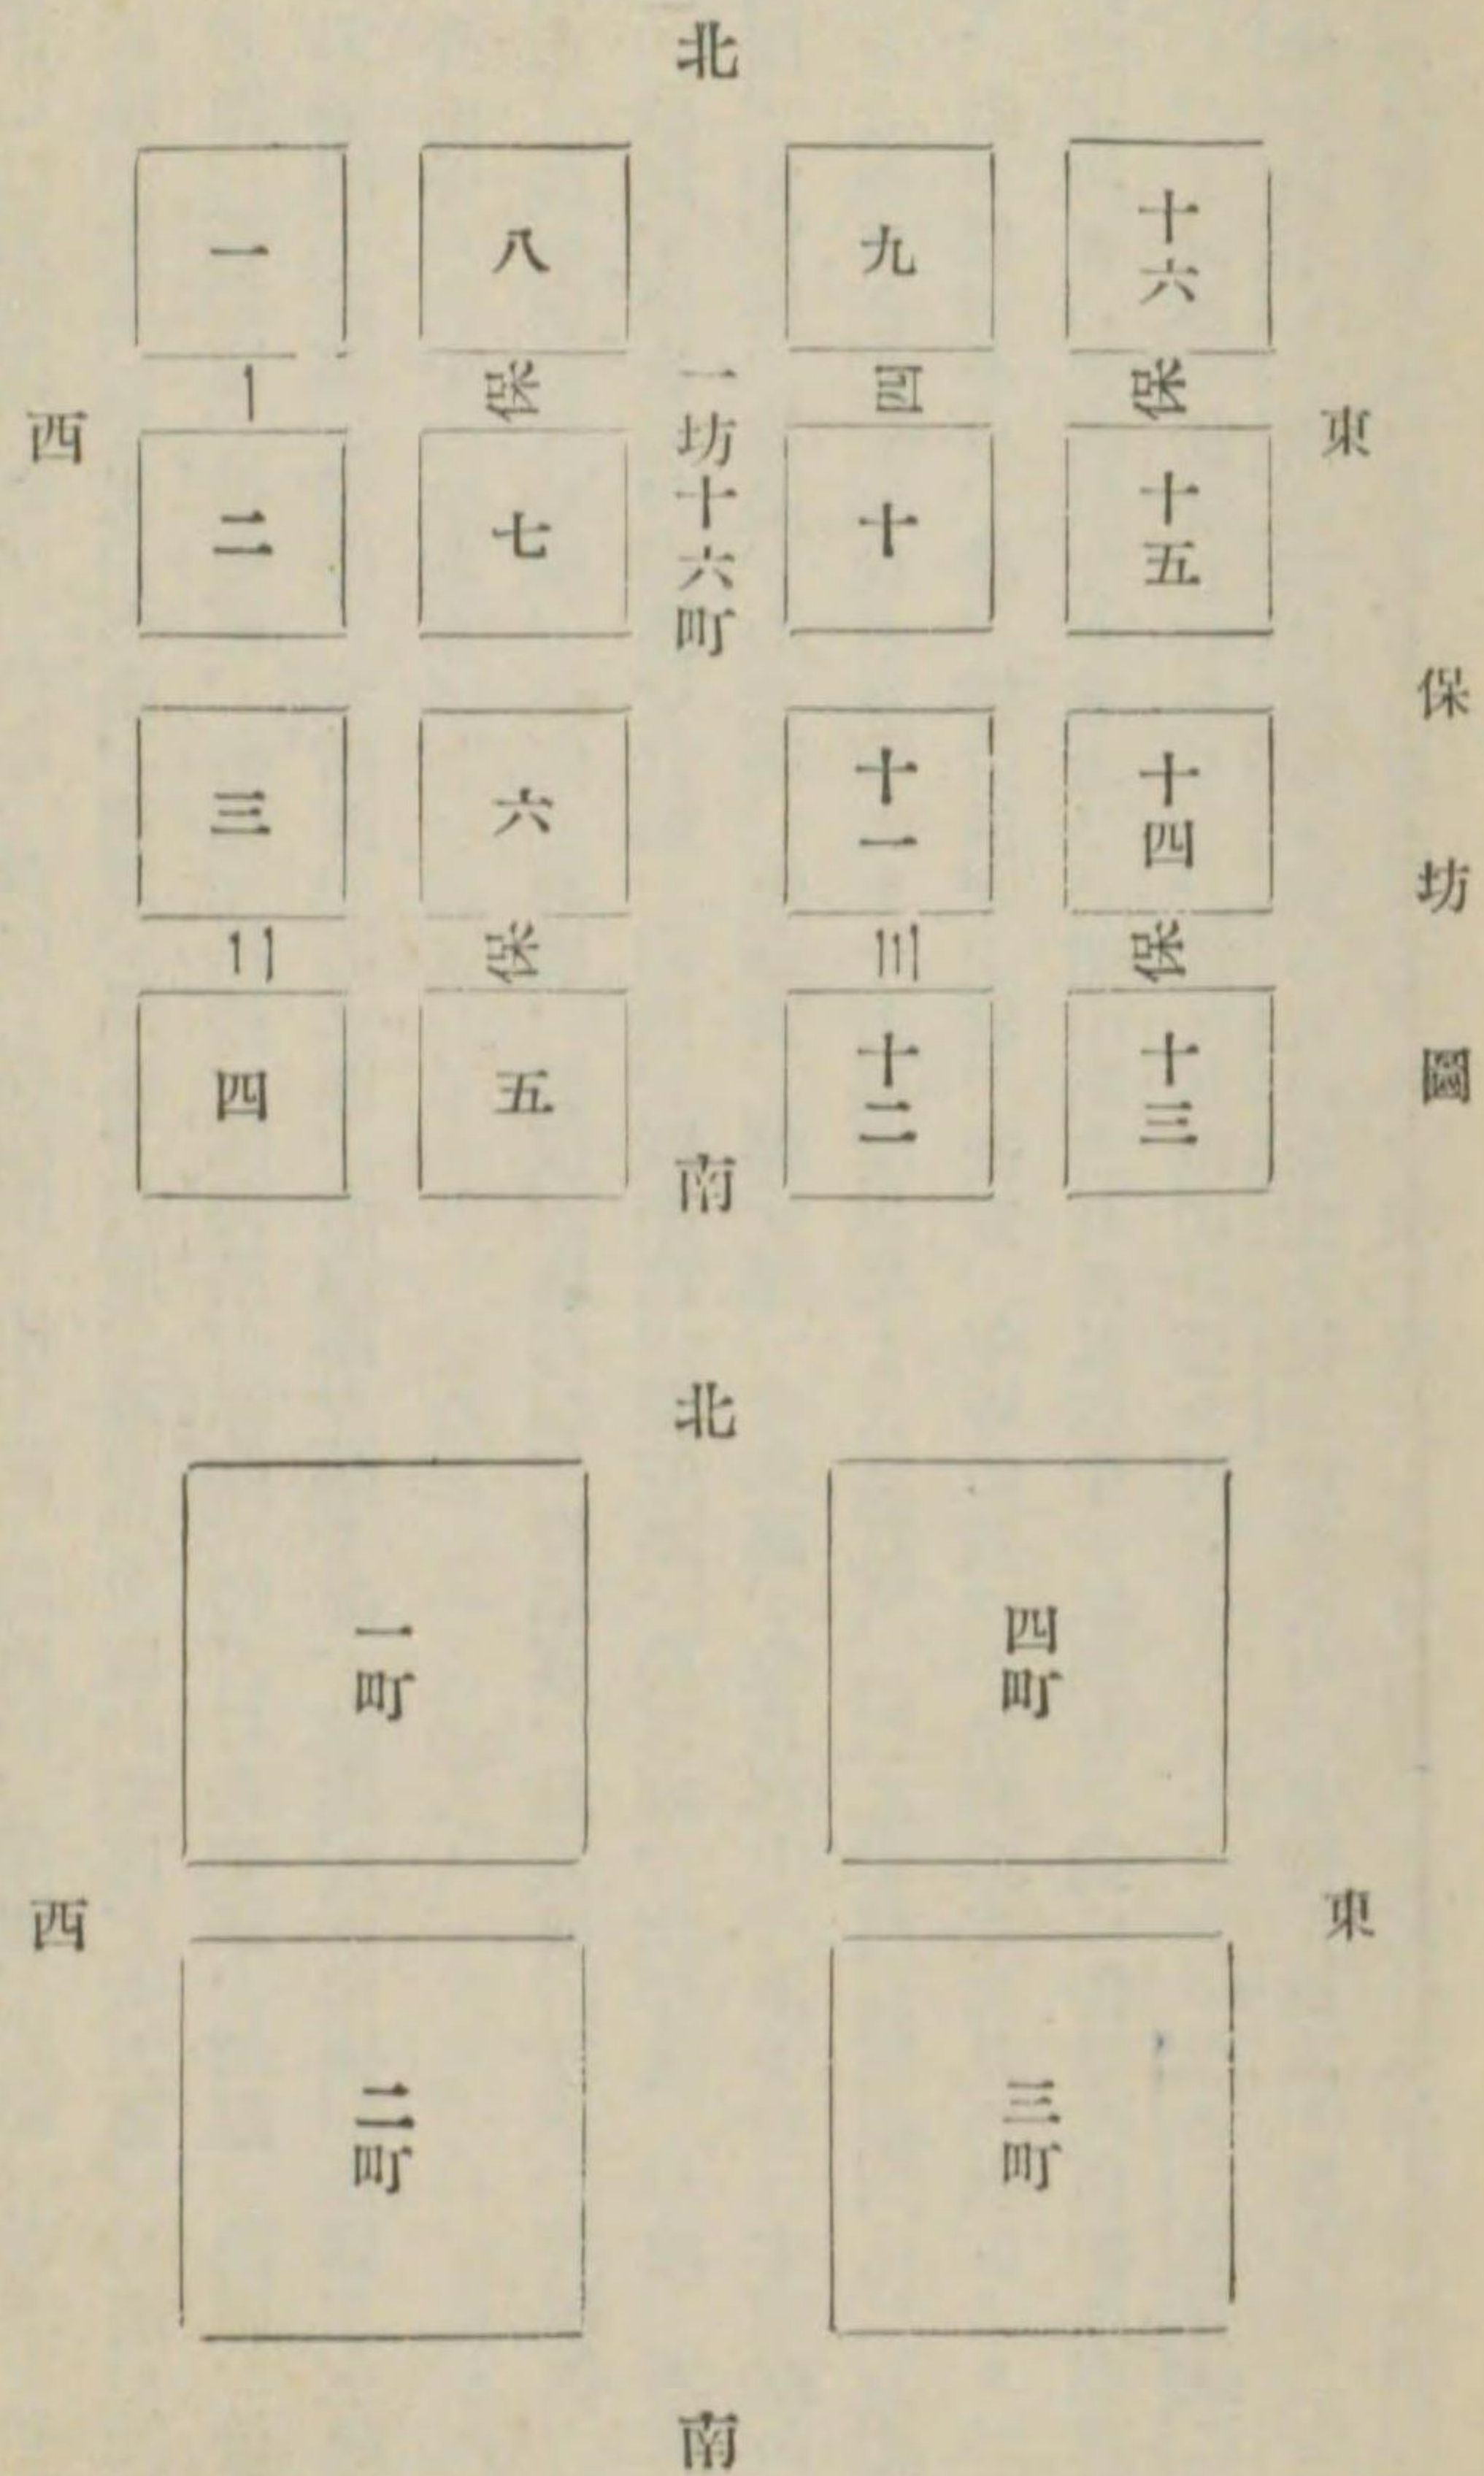 保坊圖
北
東
西
南
一坊十六町
十六
十五
十四
十三
九
十
十一
十二
八
七
六
五
一
二
三
四
一保
二保
三保
四保
北
東
西
南
四町
三町
一町
二町